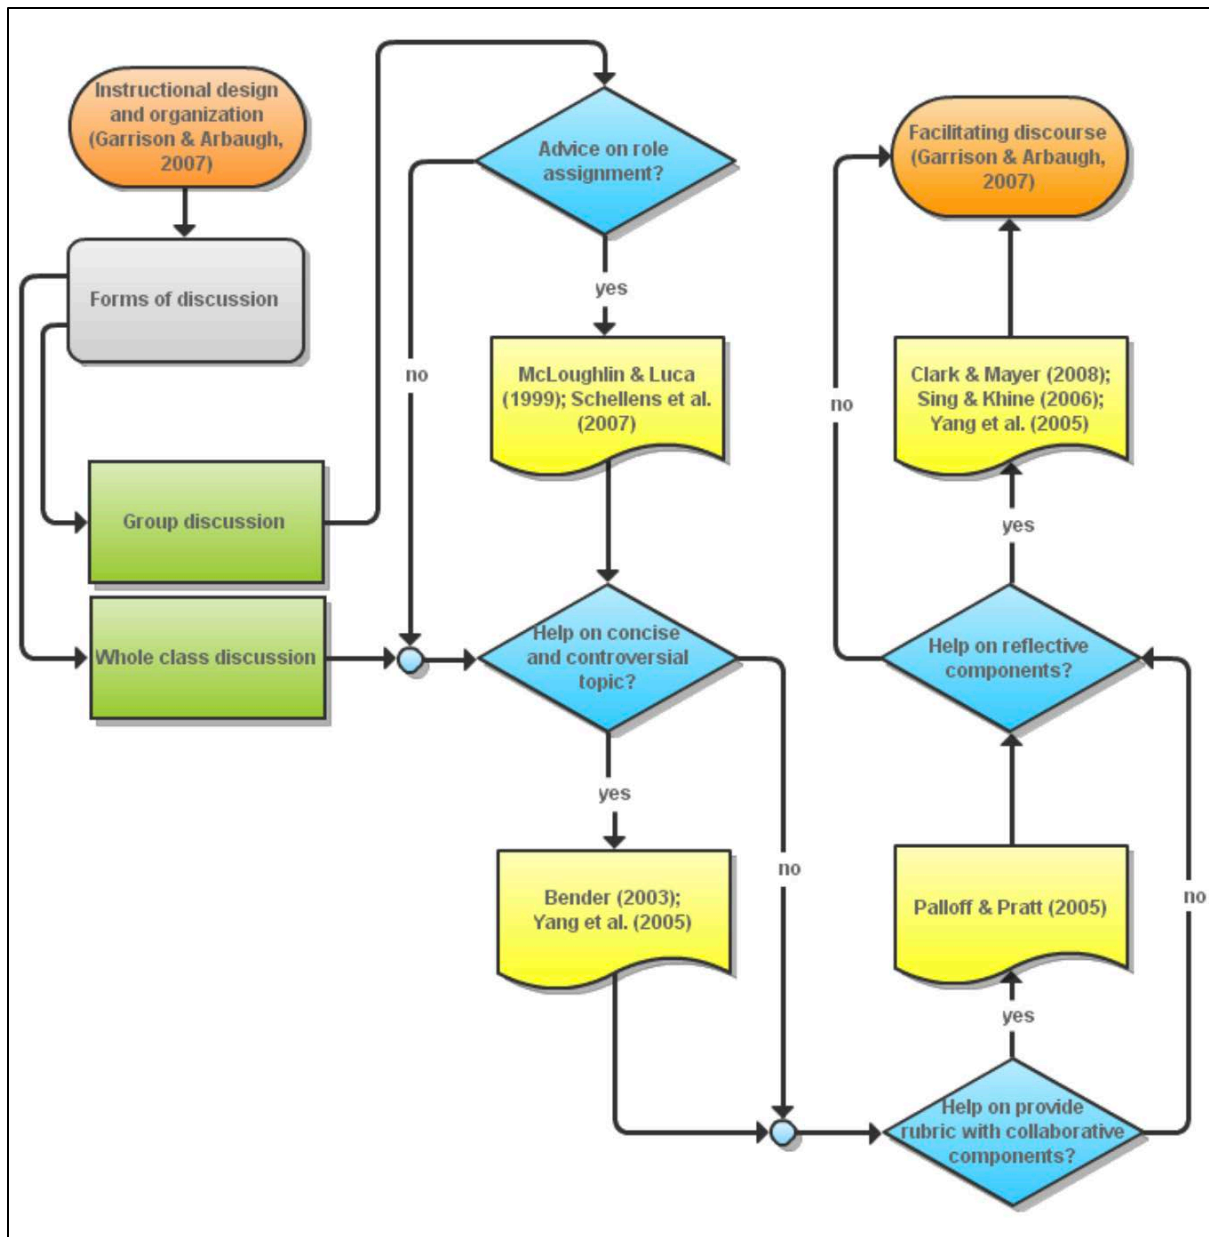 Instructional design
and organization
(Garrison & Arbaugh,
2007)
Forms of discussion
Group discussion
Whole class discussion
Advice on role
assignment?
no
yes
McLoughlin & Luca
(1999); Schellens et al.
(2007)
Help on concise
and controversial
topic?
yes
no
Bender (2003);
Yang et al. (2005)
Help on provide
rubric with collaborative
components?
yes
no
Palloff & Pratt (2005)
Help on reflective
components?
yes
no
Clark & Mayer (2008);
Sing & Khine (2006);
Yang et al. (2005)
Facilitating discourse
(Garrison & Arbaugh,
2007)